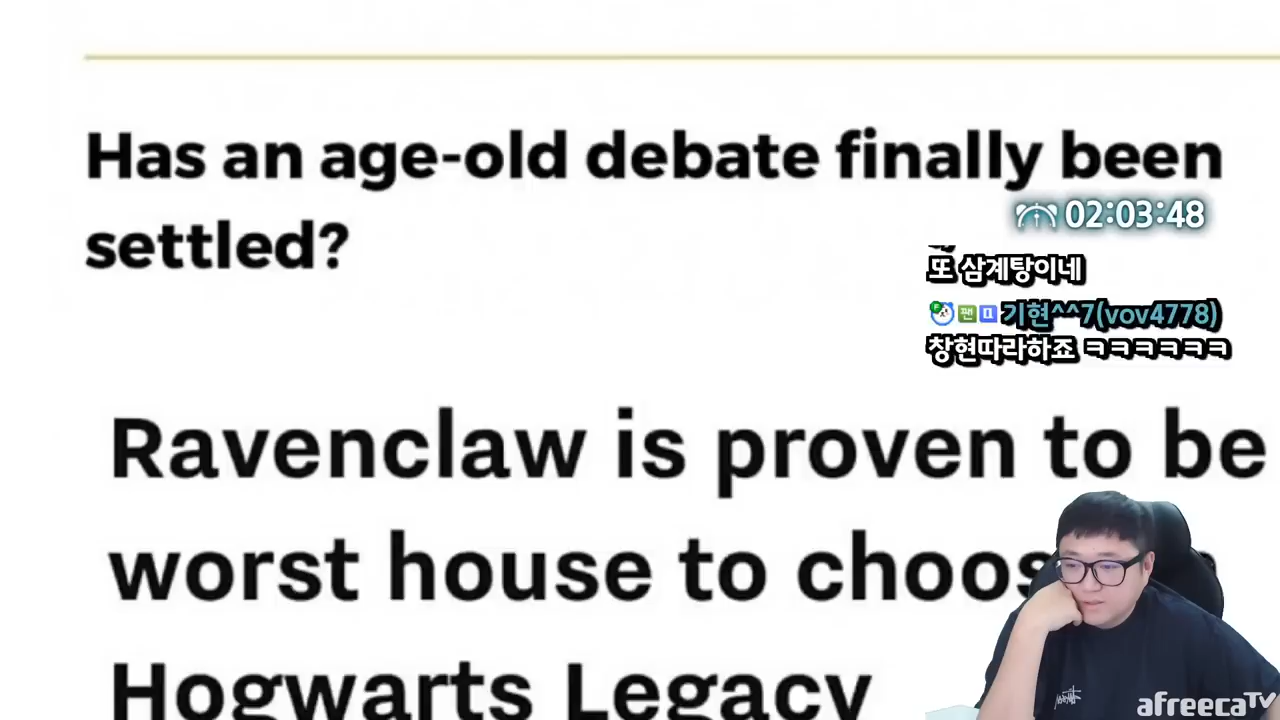 Has an age-old debate finally been
settled?
02:03:48
또 삼계탕이네
팬 기현^^7(vov4778)
창현따라하죠 ㅋㅋㅋㅋㅋㅋ
Ravenclaw is proven to be
worst house to choos
Hogwarts Legacy
afreecaTV